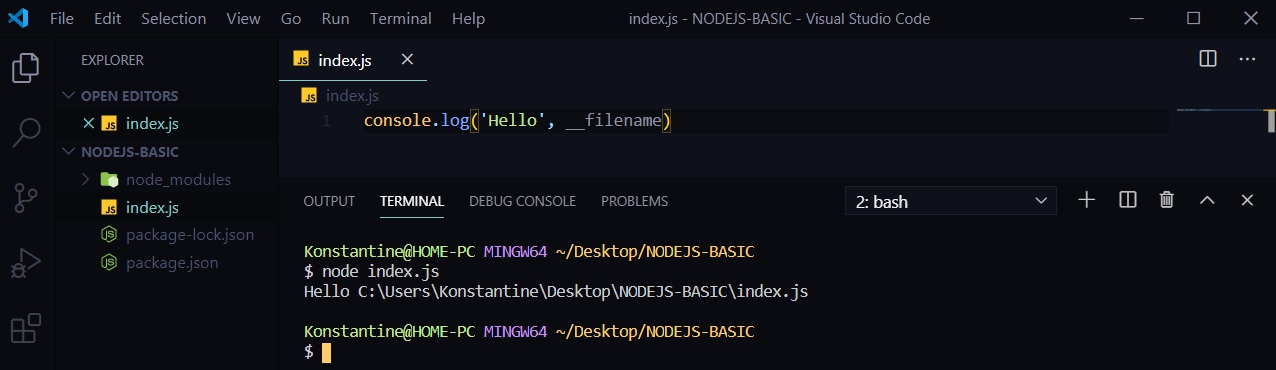 File Edit Selection View Go Run Terminal Help index.js - NODEJS-BASIC - Visual Studio Code
EXPLORER
OPEN EDITORS
JS index.js
NODEJS-BASIC
node_modules
JS index.js
package-lock.json
package.json
JS index.js
JS index.js
1 console.log('Hello', __filename)
OUTPUT TERMINAL DEBUG CONSOLE PROBLEMS 2: bash
Konstantine@HOME-PC MINGW64 ~/Desktop/NODEJS-BASIC
$ node index.js
Hello C:\Users\Konstantine\Desktop\NODEJS-BASIC\index.js
Konstantine@HOME-PC MINGW64 ~/Desktop/NODEJS-BASIC
$